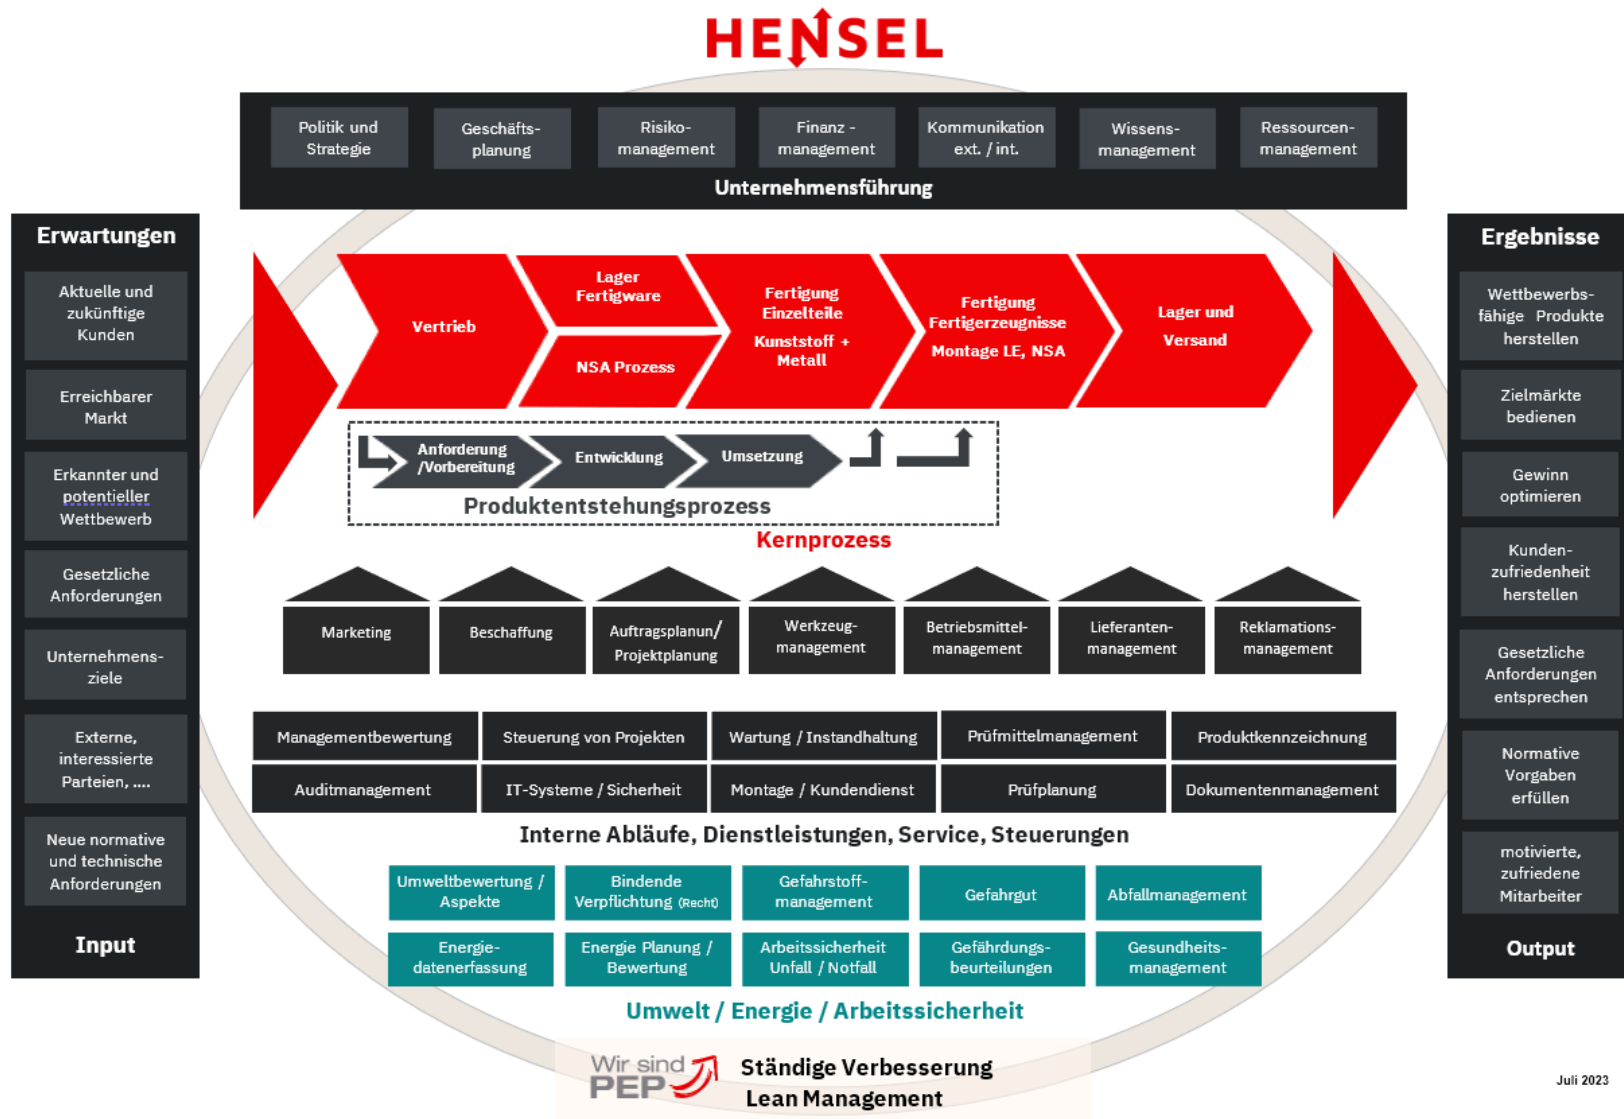 HENSEL
Politik und
Strategie
Geschäfts-
planung
Risiko-
management
Finanz -
management
Kommunikation
ext. / int.
Wissens-
management
Ressourcen-
management
Unternehmensführung
Erwartungen
Aktuelle und
zukünftige
Kunden
Erreichbarer
Markt
Erkannter und
potentieller
Wettbewerb
Gesetzliche
Anforderungen
Unternehmens-
ziele
Externe,
interessierte
Parteien, ....
Neue normative
und technische
Anforderungen
Input
Vertrieb
Lager
Fertigware
NSA Prozess
Fertigung
Einzelteile
Kunststoff +
Metall
Fertigung
Fertigerzeugnisse
Montage LE, NSA
Lager und
Versand
Anforderung
/Vorbereitung
Entwicklung
Umsetzung
Produktentstehungsprozess
Kernprozess
Marketing
Beschaffung
Auftragsplanun/
Projektplanung
Werkzeug-
management
Betriebsmittel-
management
Lieferanten-
management
Reklamations-
management
Managementbewertung
Steuerung von Projekten
Wartung / Instandhaltung
Prüfmittelmanagement
Produktkennzeichnung
Auditmanagement
IT-Systeme / Sicherheit
Montage / Kundendienst
Prüfplanung
Dokumentenmanagement
Interne Abläufe, Dienstleistungen, Service, Steuerungen
Umweltbewertung /
Aspekte
Bindende
Verpflichtung (Recht)
Gefahrstoff-
management
Gefahrgut
Abfallmanagement
Energie-
datenerfassung
Energie Planung /
Bewertung
Arbeitssicherheit
Unfall / Notfall
Gefährdungs-
beurteilungen
Gesundheits-
management
Umwelt / Energie / Arbeitssicherheit
Wir sind
PEP
Ständige Verbesserung
Lean Management
Ergebnisse
Wettbewerbs-
fähige Produkte
herstellen
Zielmärkte
bedienen
Gewinn
optimieren
Kunden-
zufriedenheit
herstellen
Gesetzliche
Anforderungen
entsprechen
Normative
Vorgaben
erfüllen
motivierte,
zufriedene
Mitarbeiter
Output
Juli 2023